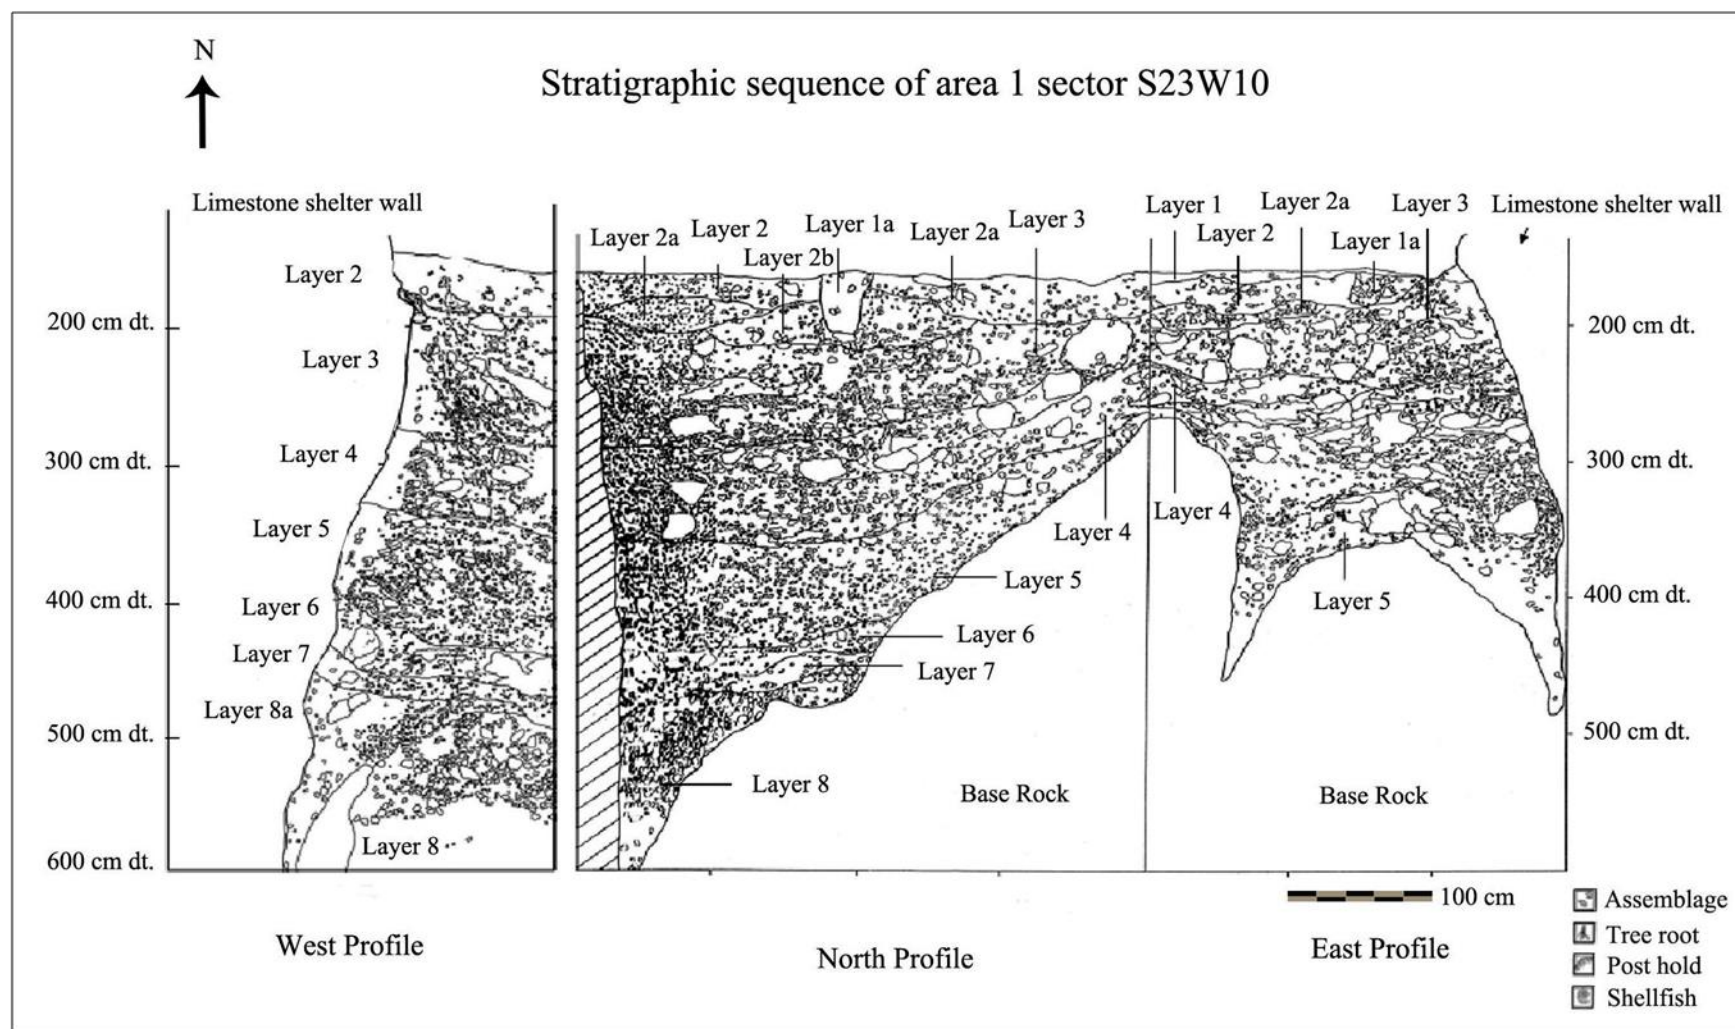 N
Stratigraphic sequence of area 1 sector S23W10
Limestone shelter wall
Layer 2
200 cm dt.
Layer 3
Layer 4
300 cm dt.
Layer 5
400 cm dt.
Layer 6
Layer 7
Layer 8a
500 cm dt.
Layer 8
600 cm dt.
West Profile
Layer 2a
Layer 2
Layer 2b
Layer 1a
Layer 2a
Layer 3
Layer 4
Layer 5
Layer 6
Layer 7
Layer 8
Base Rock
North Profile
Layer 1
Layer 2
Layer 2a
Layer 1a
Layer 3
Limestone shelter wall
200 cm dt.
300 cm dt.
Layer 4
400 cm dt.
Layer 5
500 cm dt.
Base Rock
100 cm
East Profile
Assemblage
Tree root
Post hold
Shellfish